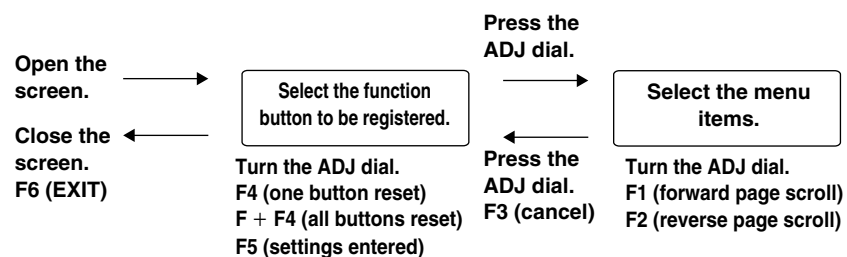 Open the
screen.
Close the
screen.
F6 (EXIT)
Select the function
button to be registered.
Turn the ADJ dial.
F4 (one button reset)
F + F4 (all buttons reset)
F5 (settings entered)
Press the
ADJ dial.
Press the
ADJ dial.
F3 (cancel)
Select the menu
items.
Turn the ADJ dial.
F1 (forward page scroll)
F2 (reverse page scroll)